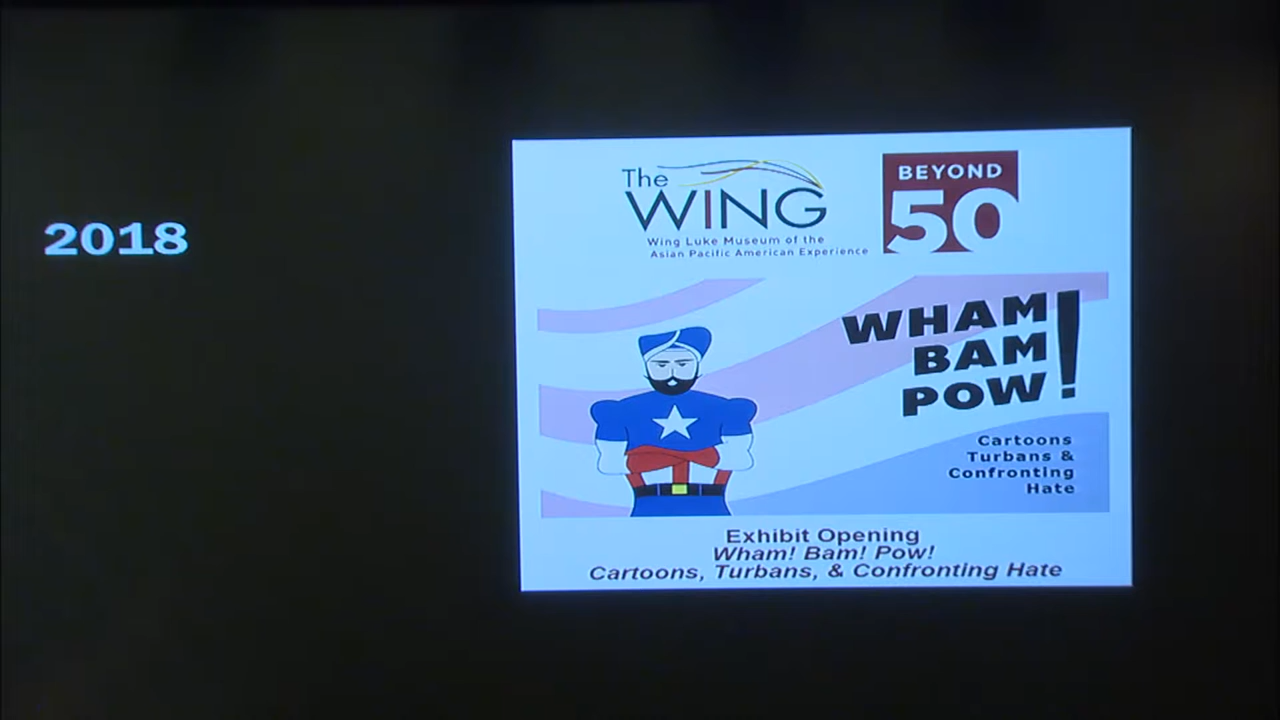 2018
The
WING
Wing Luke Museum of the
Asian Pacific American Experience
BEYOND
50
WHAM
BAM
POW!
Cartoons
Turbans &
Confronting
Hate
Exhibit Opening
Wham! Bam! Pow!
Cartoons, Turbans, & Confronting Hate